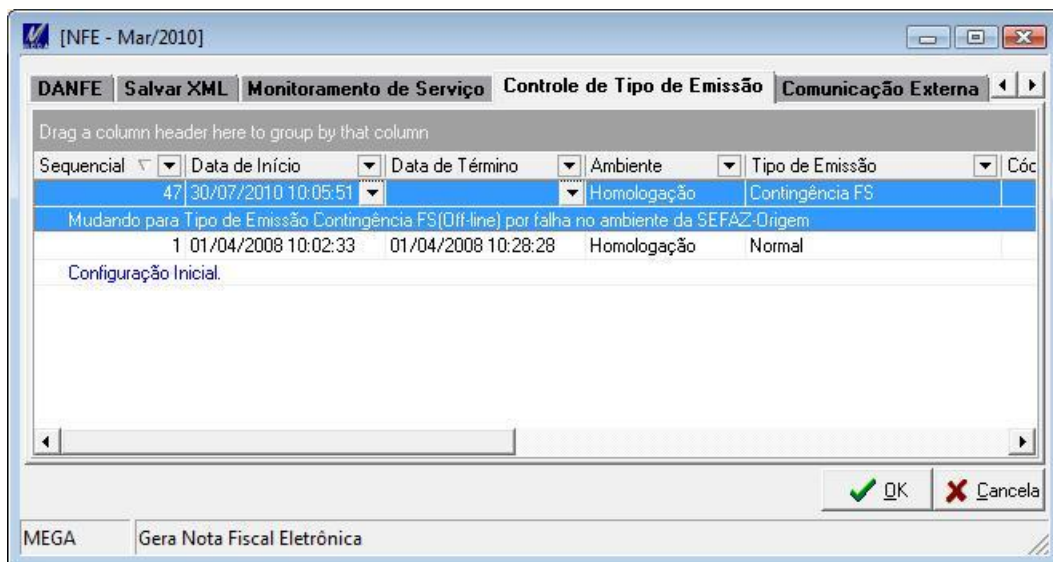 [NFE - Mar/2010]
DANFE Salvar XML Monitoramento de Serviço Controle de Tipo de Emissão Comunicação Externa
Drag a column header here to group by that column
Sequencial Data de Início Data de Término Ambiente Tipo de Emissão Cóc
47 30/07/2010 10:05:51 Homologação Contingência FS
Mudando para Tipo de Emissão Contingência FS(Off-line) por falha no ambiente da SEFAZ-Origem
1 01/04/2008 10:02:33 01/04/2008 10:28:28 Homologação Normal
Configuração Inicial.
OK Cancela
MEGA Gera Nota Fiscal Eletrônica